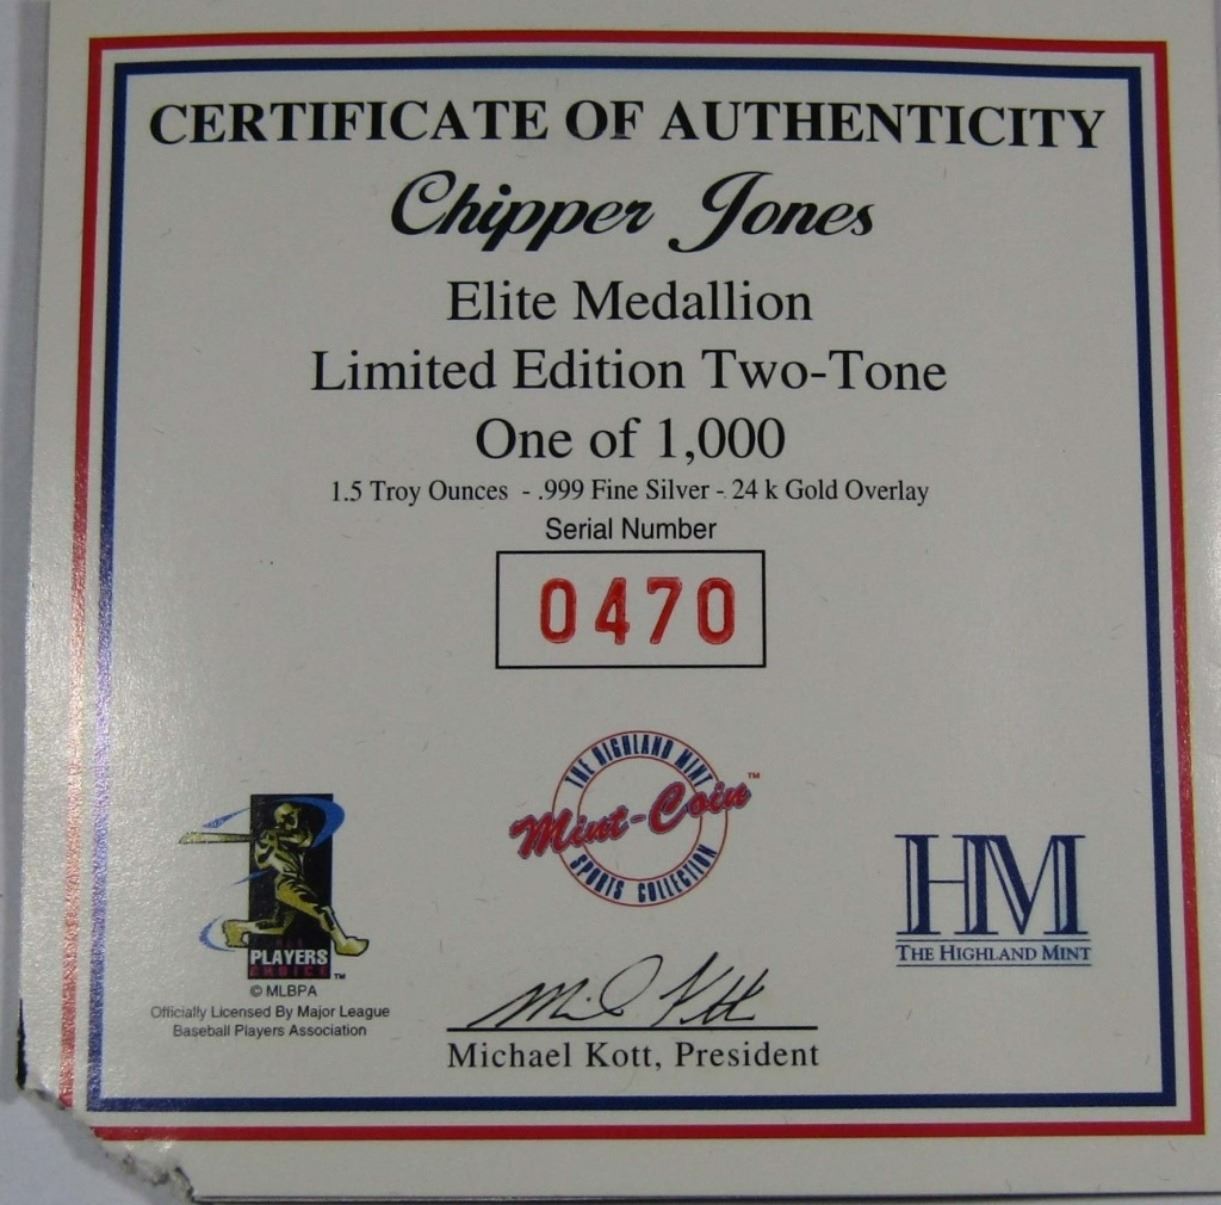 CERTIFICATE OF AUTHENTICITY
Chipper Jones
Elite Medallion
Limited Edition Two-Tone
One of 1,000
1.5 Troy Ounces - .999 Fine Silver - 24 k Gold Overlay
Serial Number
0470
THE HIGHLAND MINT
Mint-Coin™
SPORTS COLLECTION
PLAYERS
CHOICE™
© MLBPA
Officially Licensed By Major League
Baseball Players Association
HM
THE HIGHLAND MINT
Michael Kott, President